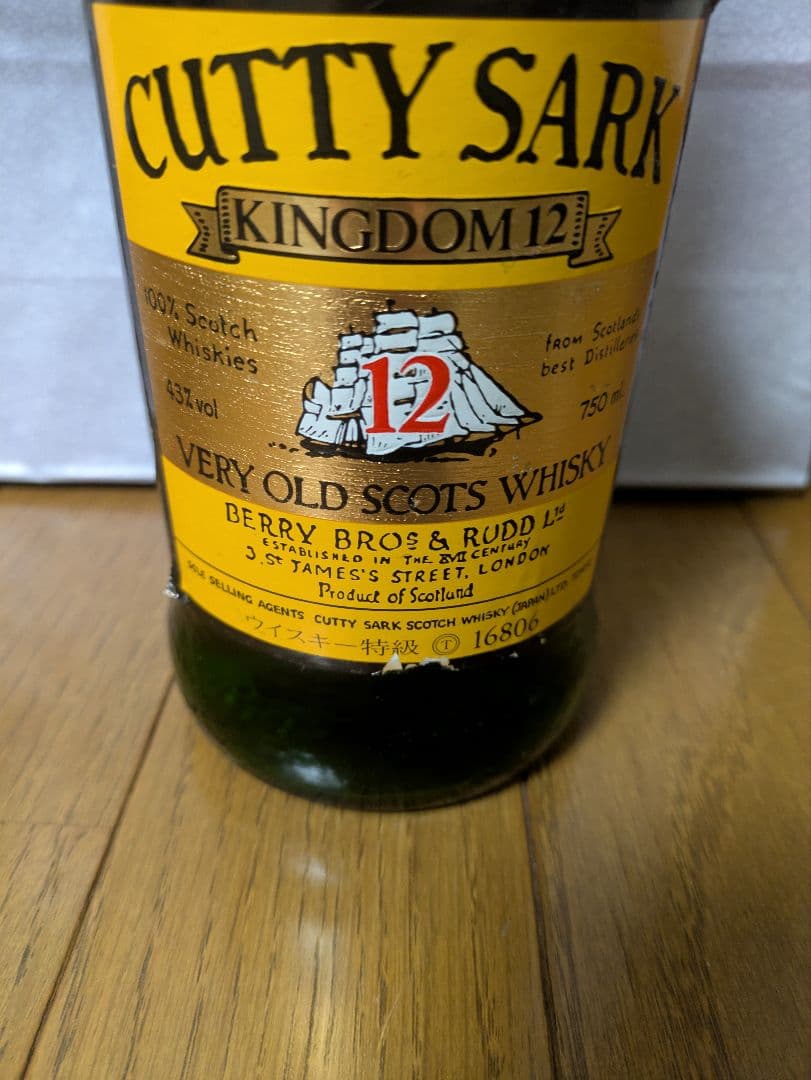 CUTTY SARK
KINGDOM 12
100% Scotch
Whiskies
43% vol
12
FROM Scotland's
best Distilleries
750 ml.
VERY OLD SCOTS WHISKY
BERRY BROS & RUDD LTD
ESTABLISHED IN THE XVII CENTURY
3, ST JAMES'S STREET, LONDON
Product of Scotland
SOLE SELLING AGENTS CUTTY SARK SCOTCH WHISKY (JAPAN) LTD. TOKYO
ウイスキー特級 Ⓣ 16806